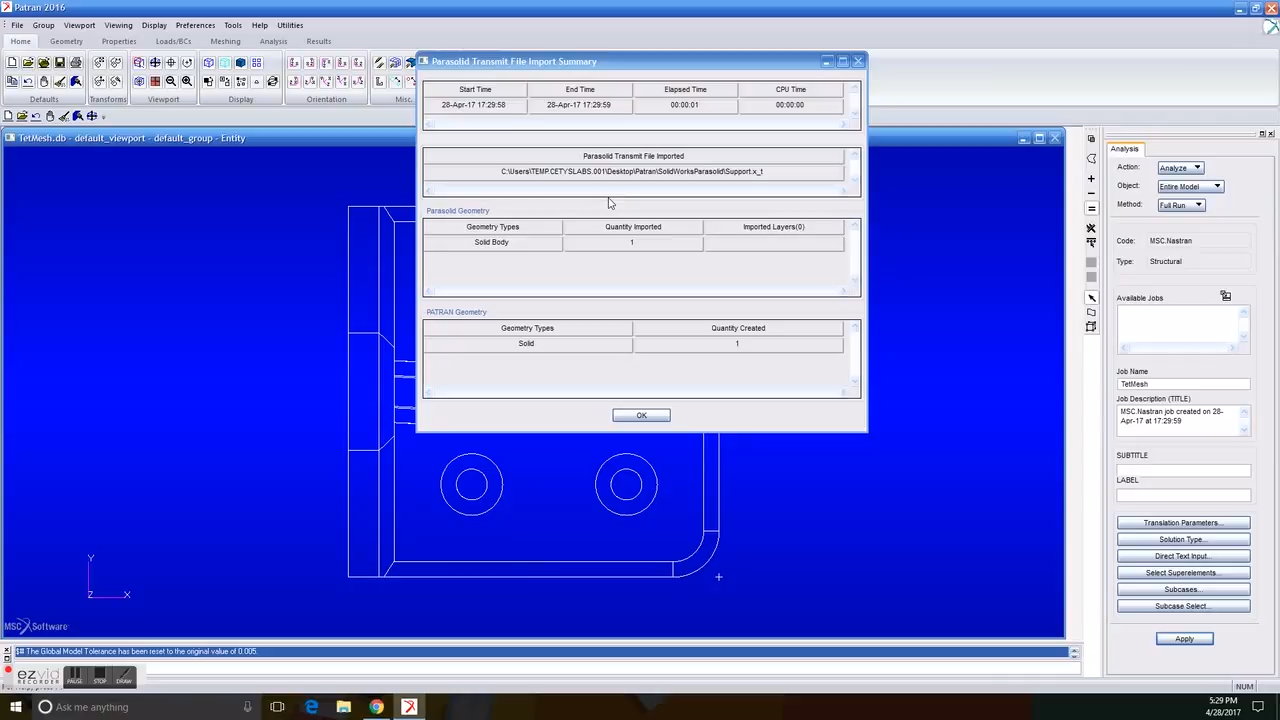 Patran 2016
File Group Viewport Viewing Display Preferences Tools Help Utilities
Home Geometry Properties Loads/BCs Meshing Analysis Results
Defaults Transforms Viewport Display Orientation Misc.
TetMesh.db - default_viewport - default_group - Entity
Parasolid Transmit File Import Summary
Start Time End Time Elapsed Time CPU Time
28-Apr-17 17:29:58 28-Apr-17 17:29:59 00:00:01 00:00:00
Parasolid Transmit File Imported
C:\Users\TEMP.CETYSLABS.001\Desktop\Patran\SolidWorksParasolid\Support.x_t
Parasolid Geometry
Geometry Types Quantity Imported Imported Layers(0)
Solid Body 1
PATRAN Geometry
Geometry Types Quantity Created
Solid 1
OK
Y
Z X
MSC Software
Analysis
Action: Analyze
Object: Entire Model
Method: Full Run
Code: MSC.Nastran
Type: Structural
Available Jobs
Job Name
TetMesh
Job Description (TITLE)
MSC.Nastran job created on 28-
Apr-17 at 17:29:59
SUBTITLE
LABEL
Translation Parameters...
Solution Type...
Direct Text Input...
Select Superelements...
Subcases...
Subcase Select...
Apply
$# The Global Model Tolerance has been reset to the original value of 0.005.
ezvid
RECORDER
PAUSE STOP DRAW
NUM
Ask me anything
5:29 PM
4/28/2017